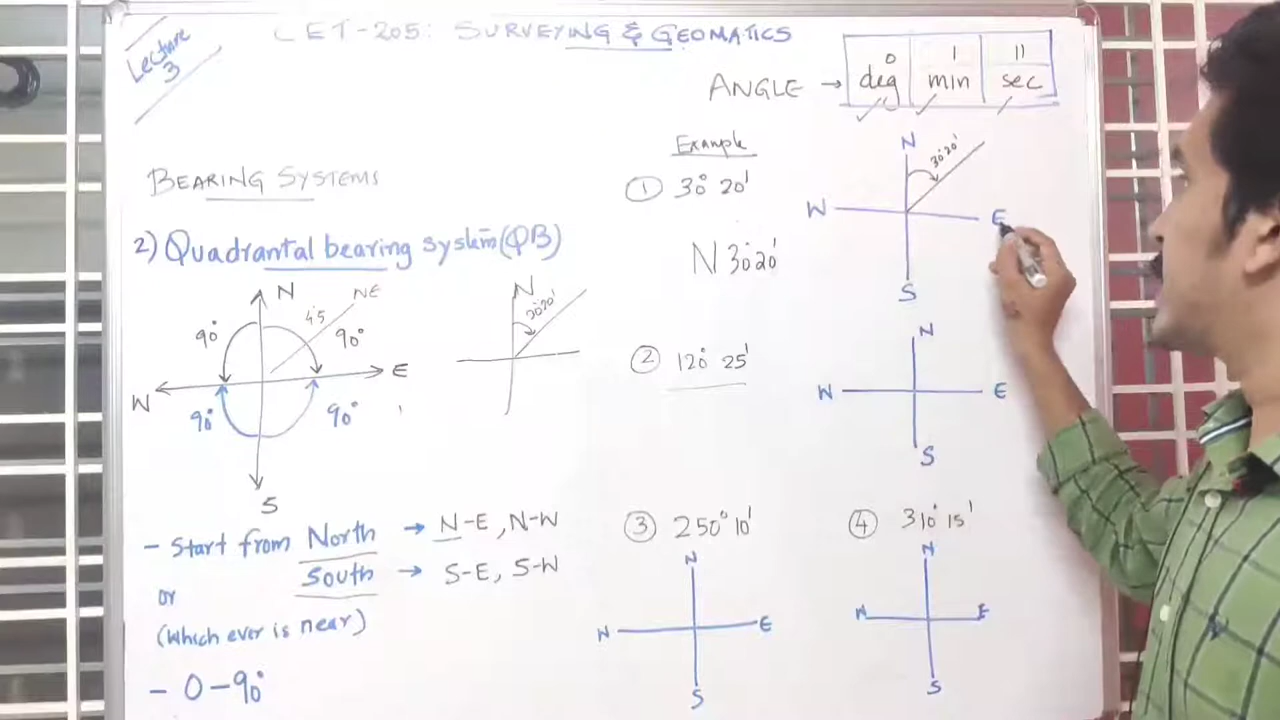 Lecture 3
CET-205: SURVEYING & GEOMATICS
ANGLE → ° deg ' min '' sec
BEARING SYSTEMS
2) Quadrantal bearing system (QB)
N
NE
45
90°
90°
E
W
90°
90°
S
N
20°20'
- Start from North → N-E, N-W
South → S-E, S-W
or
(Which ever is near)
- 0-90°
Example
① 30° 20'
N 30°20'
N
30°20'
W
E
S
② 120° 25'
N
W
E
S
③ 250° 10'
N
W
E
S
④ 310° 15'
N
W
E
S